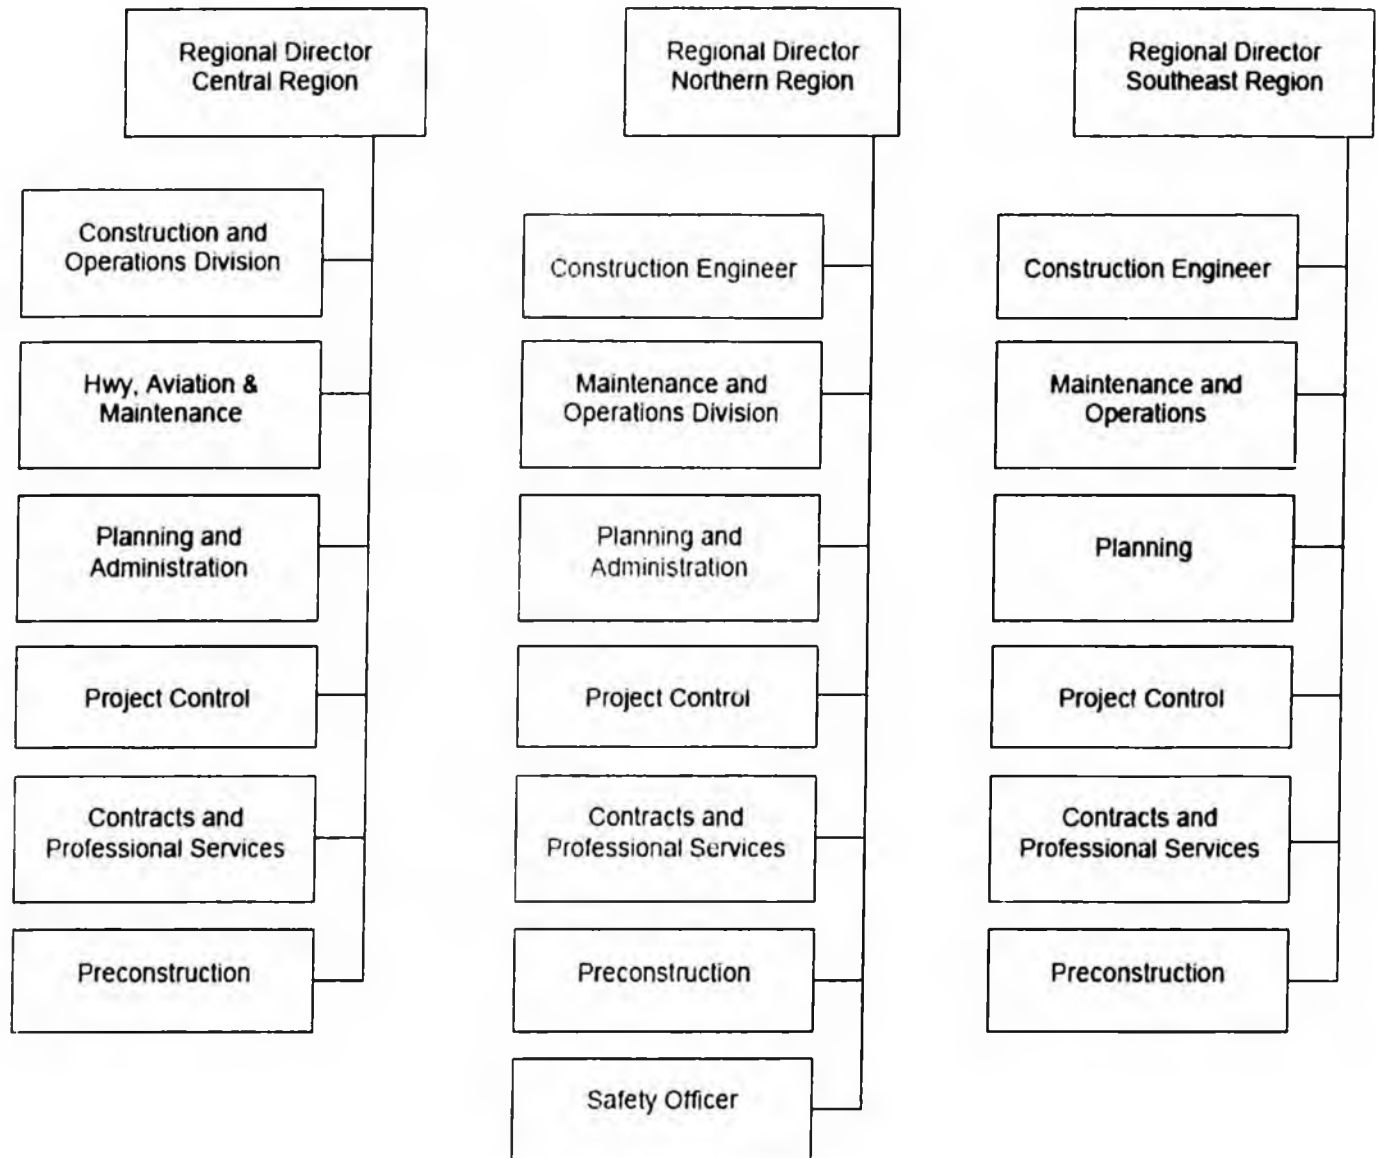 Regional Director
Central Region
Construction and
Operations Division
Hwy, Aviation &
Maintenance
Planning and
Administration
Project Control
Contracts and
Professional Services
Preconstruction
Regional Director
Northern Region
Construction Engineer
Maintenance and
Operations Division
Planning and
Administration
Project Control
Contracts and
Professional Services
Preconstruction
Safety Officer
Regional Director
Southeast Region
Construction Engineer
Maintenance and
Operations
Planning
Project Control
Contracts and
Professional Services
Preconstruction